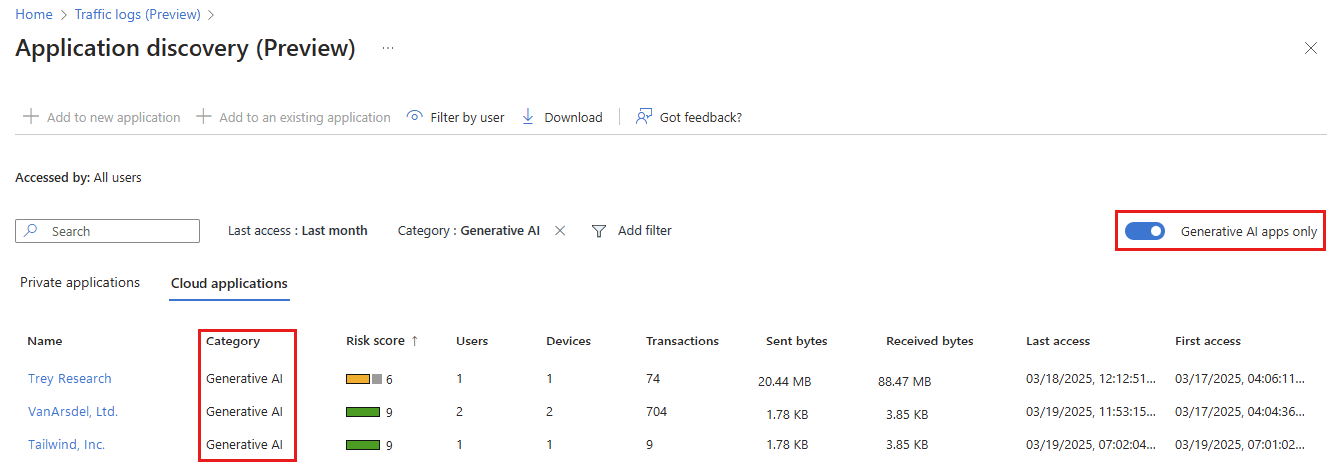 Home > Traffic logs (Preview) >
Application discovery (Preview) ...
Add to new application Add to an existing application Filter by user Download Got feedback?
Accessed by: All users
Search Last access : Last month Category : Generative AI Add filter Generative AI apps only
Private applications Cloud applications
Name Category Risk score ↑ Users Devices Transactions Sent bytes Received bytes Last access First access
Trey Research Generative AI 6 1 1 74 20.44 MB 88.47 MB 03/18/2025, 12:12:51... 03/17/2025, 04:06:11...
VanArsdel, Ltd. Generative AI 9 2 2 704 1.78 KB 3.85 KB 03/19/2025, 11:53:15... 03/17/2025, 04:04:36...
Tailwind, Inc. Generative AI 9 1 1 9 1.78 KB 3.85 KB 03/19/2025, 07:02:04... 03/19/2025, 07:01:02...